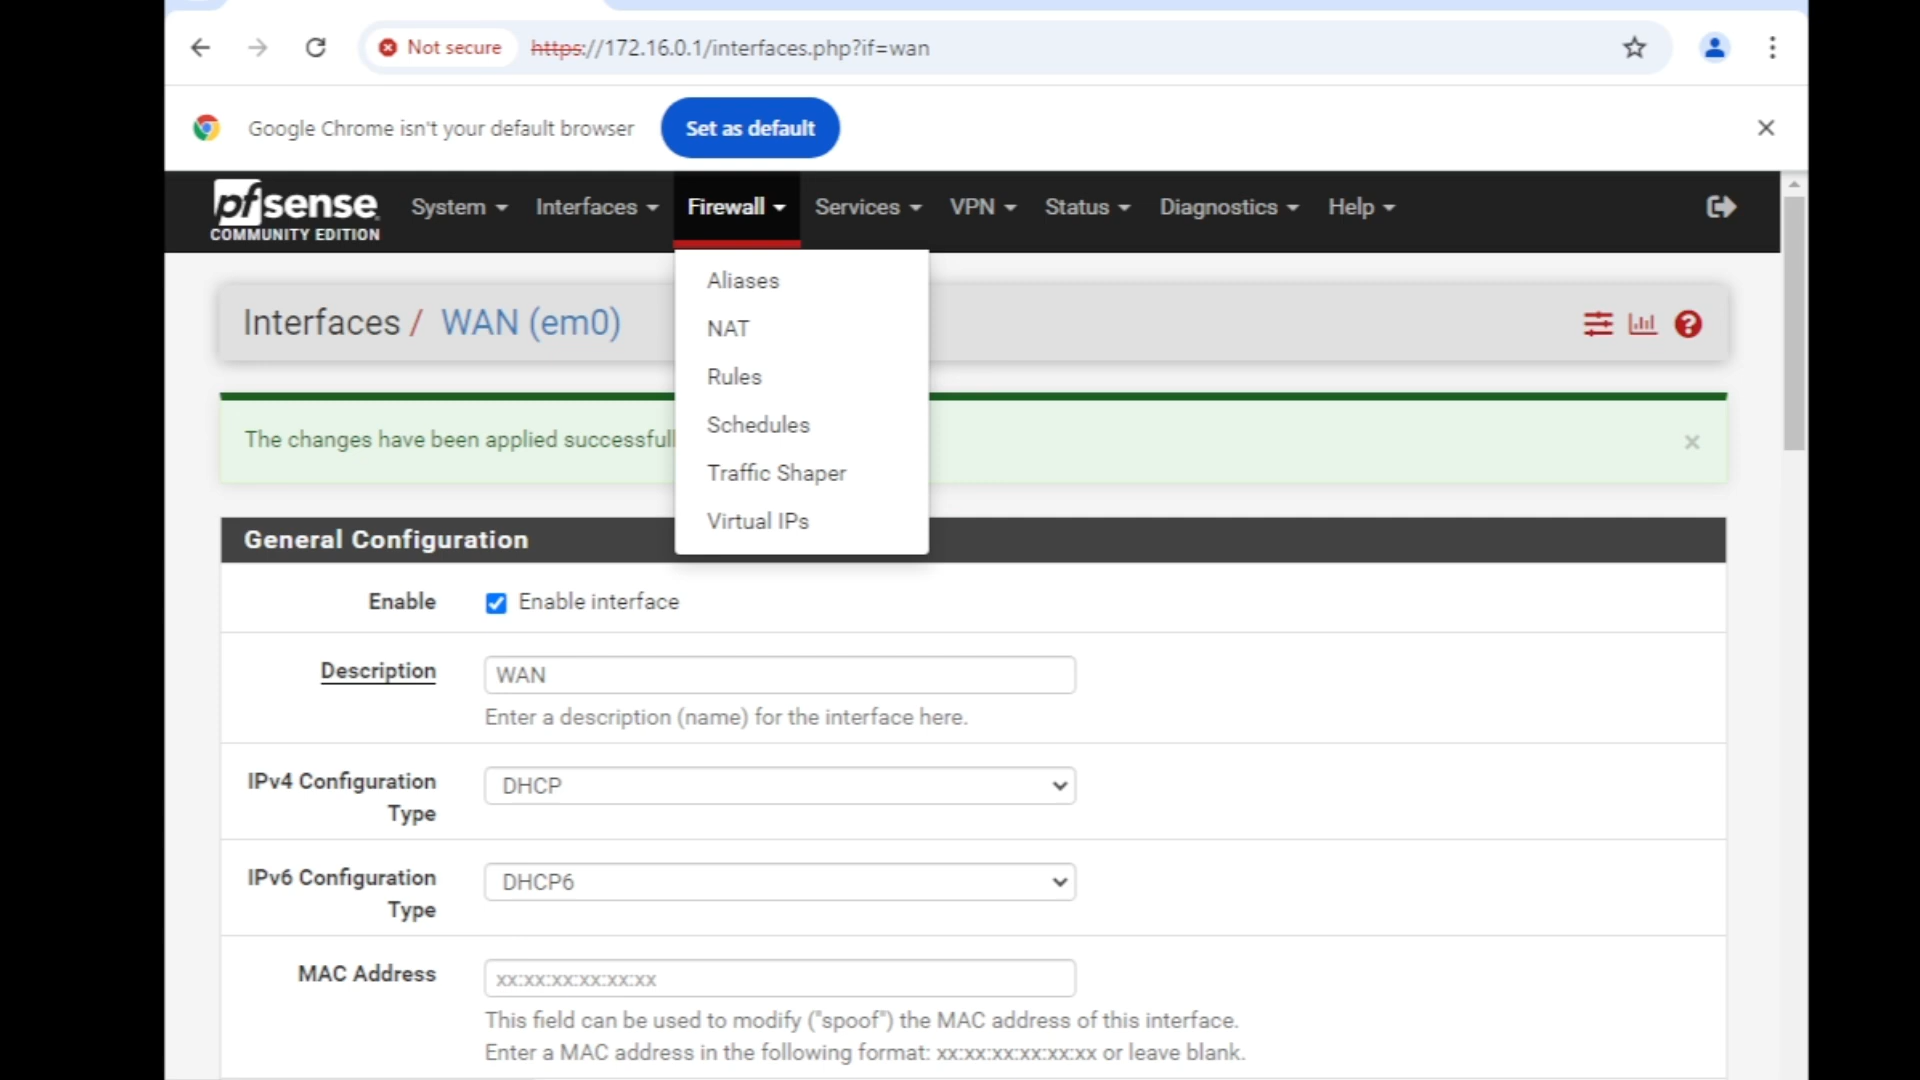 Not secure https://172.16.0.1/interfaces.php?if=wan
Google Chrome isn't your default browser Set as default
pfsense
COMMUNITY EDITION
System Interfaces Firewall Services VPN Status Diagnostics Help
Aliases
NAT
Rules
Schedules
Traffic Shaper
Virtual IPs
Interfaces / WAN (em0)
The changes have been applied successfull
General Configuration
Enable Enable interface
Description WAN
Enter a description (name) for the interface here.
IPv4 Configuration
Type
DHCP
IPv6 Configuration
Type
DHCP6
MAC Address xx:xx:xx:xx:xx:xx
This field can be used to modify ("spoof") the MAC address of this interface.
Enter a MAC address in the following format: xx:xx:xx:xx:xx:xx or leave blank.